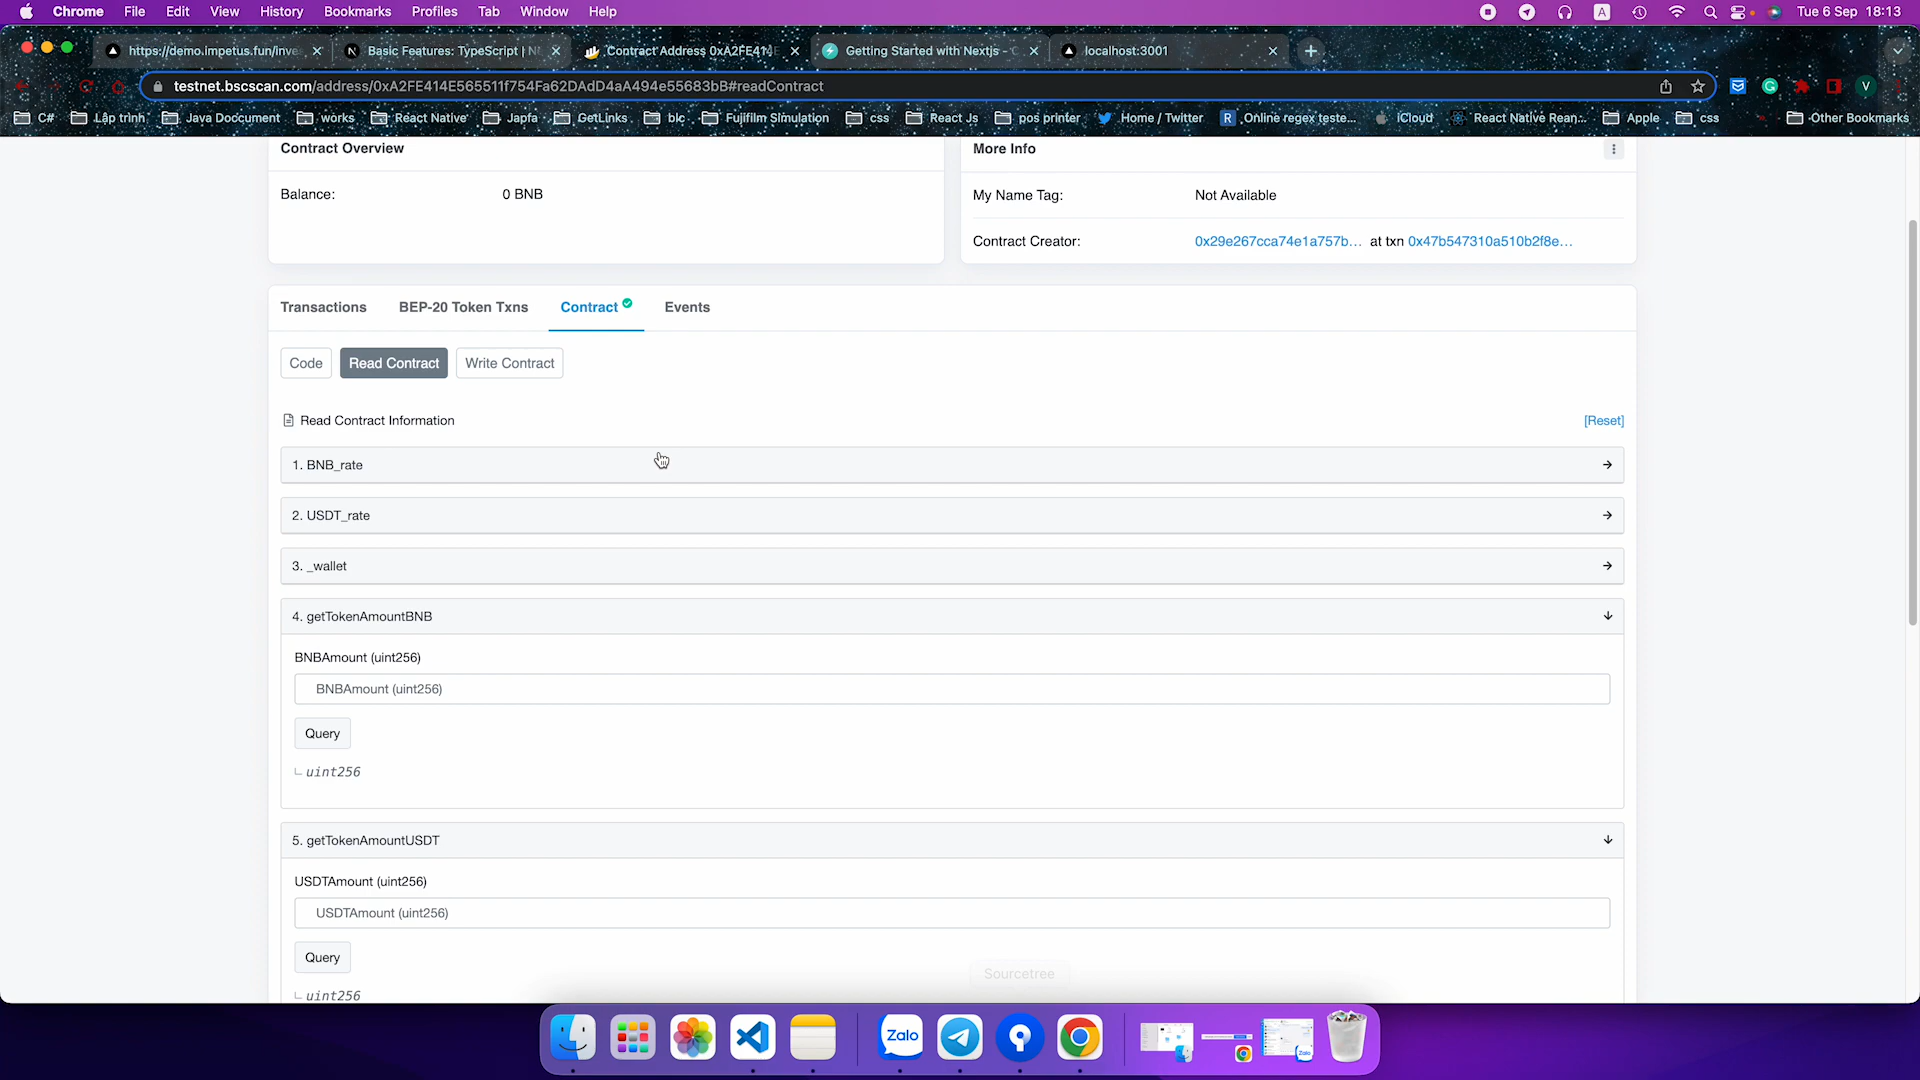 Chrome File Edit View History Bookmarks Profiles Tab Window Help A Tue 6 Sep 18:13
https://demo.impetus.fun/inves Basic Features: TypeScript | N Contract Address 0xA2FE414E Getting Started with Nextjs - C localhost:3001
testnet.bscscan.com/address/0xA2FE414E565511f754Fa62DAdD4aA494e55683bB#readContract V
C# Lập trình Java Document works React Native Japfa GetLinks blc Fujifilm Simulation css React Js pos printer Home / Twitter R Online regex teste... iCloud React Native Rean... Apple css Other Bookmarks
Contract Overview
More Info
Balance: 0 BNB
My Name Tag: Not Available
Contract Creator: 0x29e267cca74e1a757b... at txn 0x47b547310a510b2f8e...
Transactions BEP-20 Token Txns Contract Events
Code Read Contract Write Contract
Read Contract Information [Reset]
1. BNB_rate
2. USDT_rate
3. _wallet
4. getTokenAmountBNB
BNBAmount (uint256)
BNBAmount (uint256)
Query
uint256
5. getTokenAmountUSDT
USDTAmount (uint256)
USDTAmount (uint256)
Query
uint256
Sourcetree
Zalo